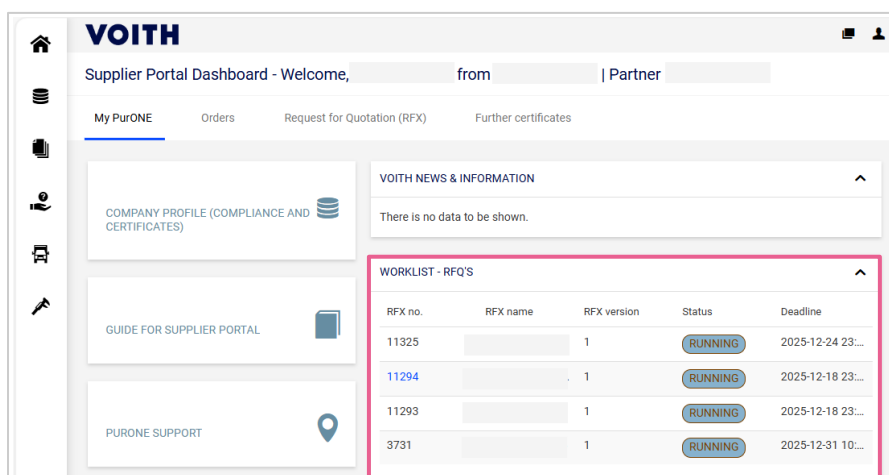 VOITH
Supplier Portal Dashboard - Welcome, from | Partner
My PurONE Orders Request for Quotation (RFX) Further certificates
COMPANY PROFILE (COMPLIANCE AND
CERTIFICATES)
GUIDE FOR SUPPLIER PORTAL
PURONE SUPPORT
VOITH NEWS & INFORMATION
There is no data to be shown.
WORKLIST - RFQ'S
RFX no. RFX name RFX version Status Deadline
11325 1 RUNNING 2025-12-24 23:...
11294 . 1 RUNNING 2025-12-18 23:...
11293 1 RUNNING 2025-12-18 23:...
3731 1 RUNNING 2025-12-31 10:...